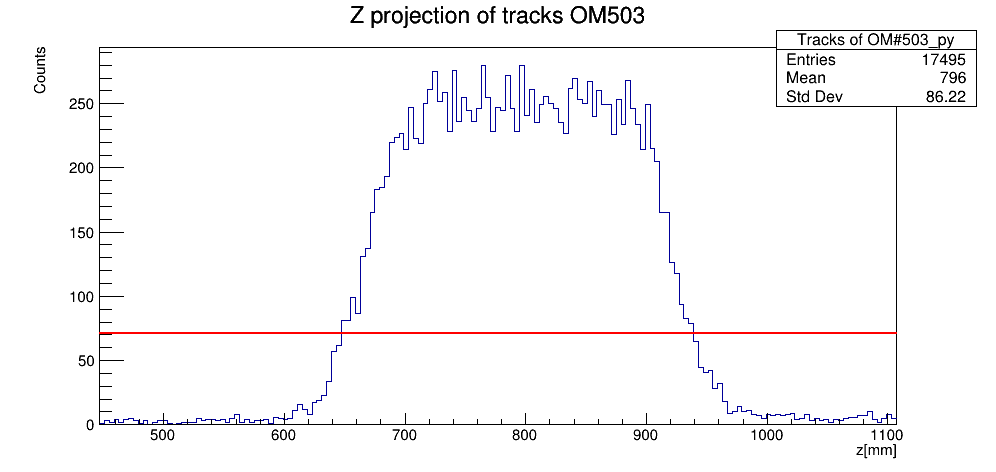 Z projection of tracks OM503
Tracks of OM#503_py
Entries 17495
Mean 796
Std Dev 86.22
Counts
250
200
150
100
50
0
500 600 700 800 900 1000 1100
z[mm]